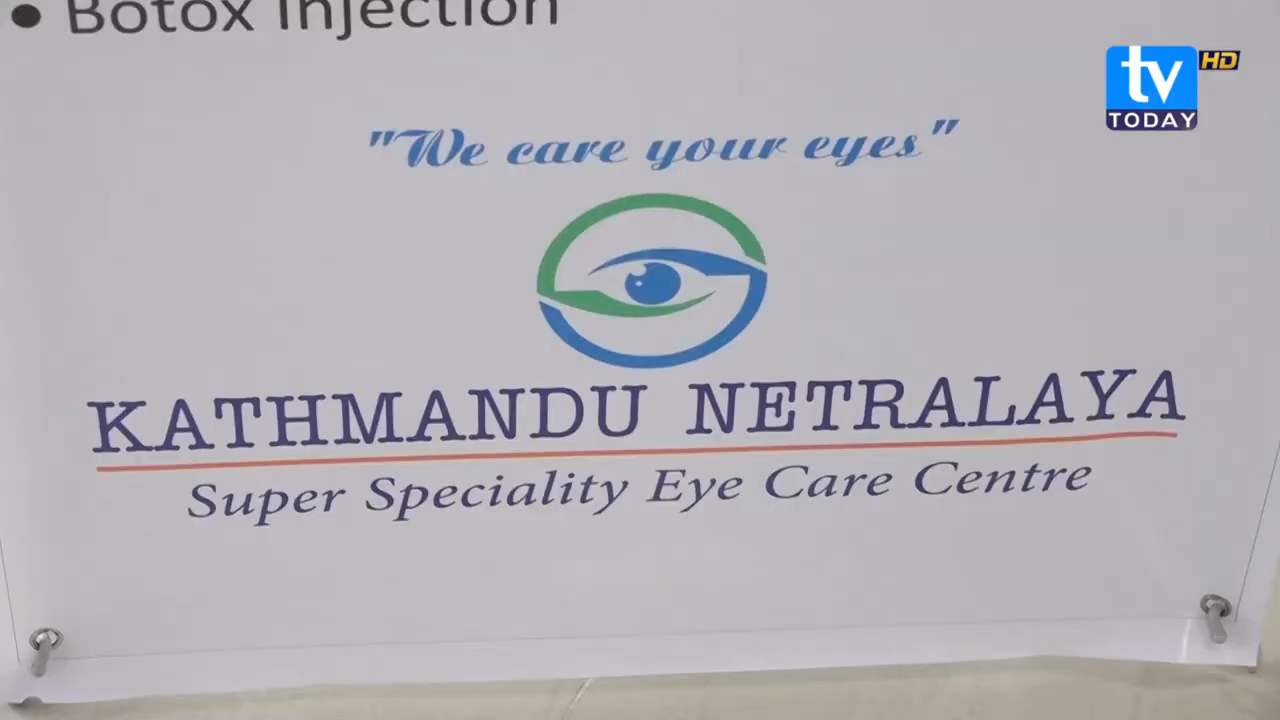 • Botox Injection
tv HD
TODAY
"We care your eyes"
KATHMANDU NETRALAYA
Super Speciality Eye Care Centre